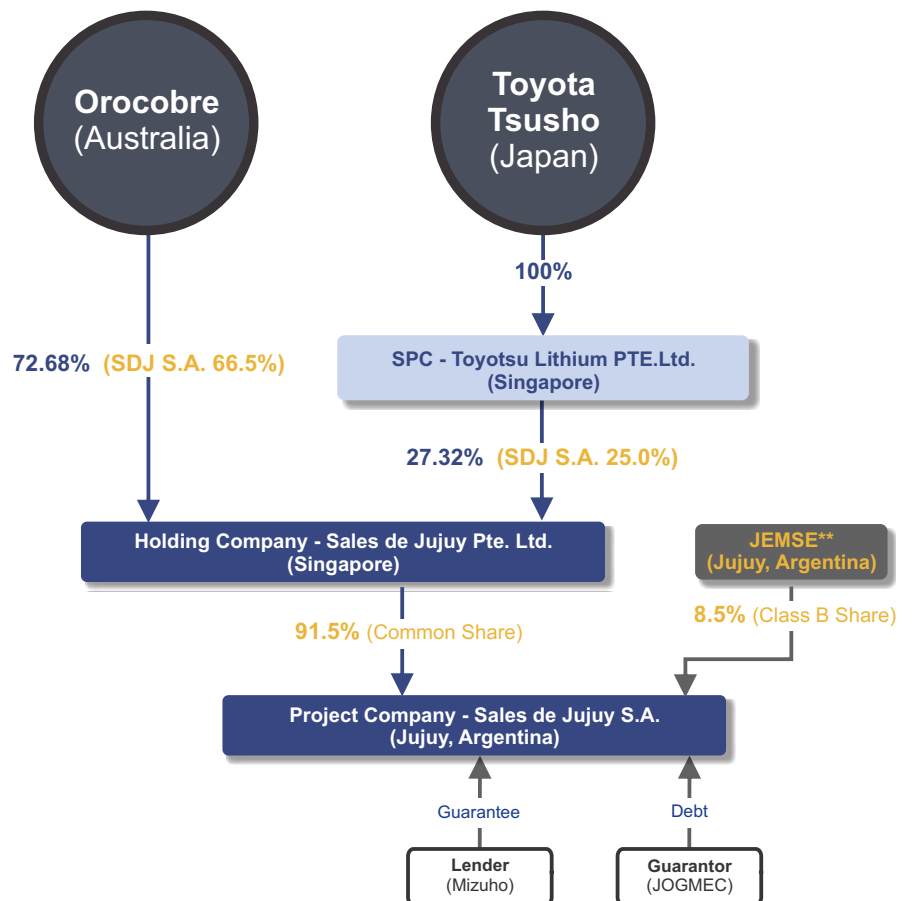 Orocobre
(Australia)
Toyota
Tsusho
(Japan)
100%
72.68% (SDJ S.A. 66.5%)
SPC - Toyotsu Lithium PTE.Ltd.
(Singapore)
27.32% (SDJ S.A. 25.0%)
Holding Company - Sales de Jujuy Pte. Ltd.
(Singapore)
JEMSE**
(Jujuy, Argentina)
91.5% (Common Share)
8.5% (Class B Share)
Project Company - Sales de Jujuy S.A.
(Jujuy, Argentina)
Guarantee
Debt
Lender
(Mizuho)
Guarantor
(JOGMEC)